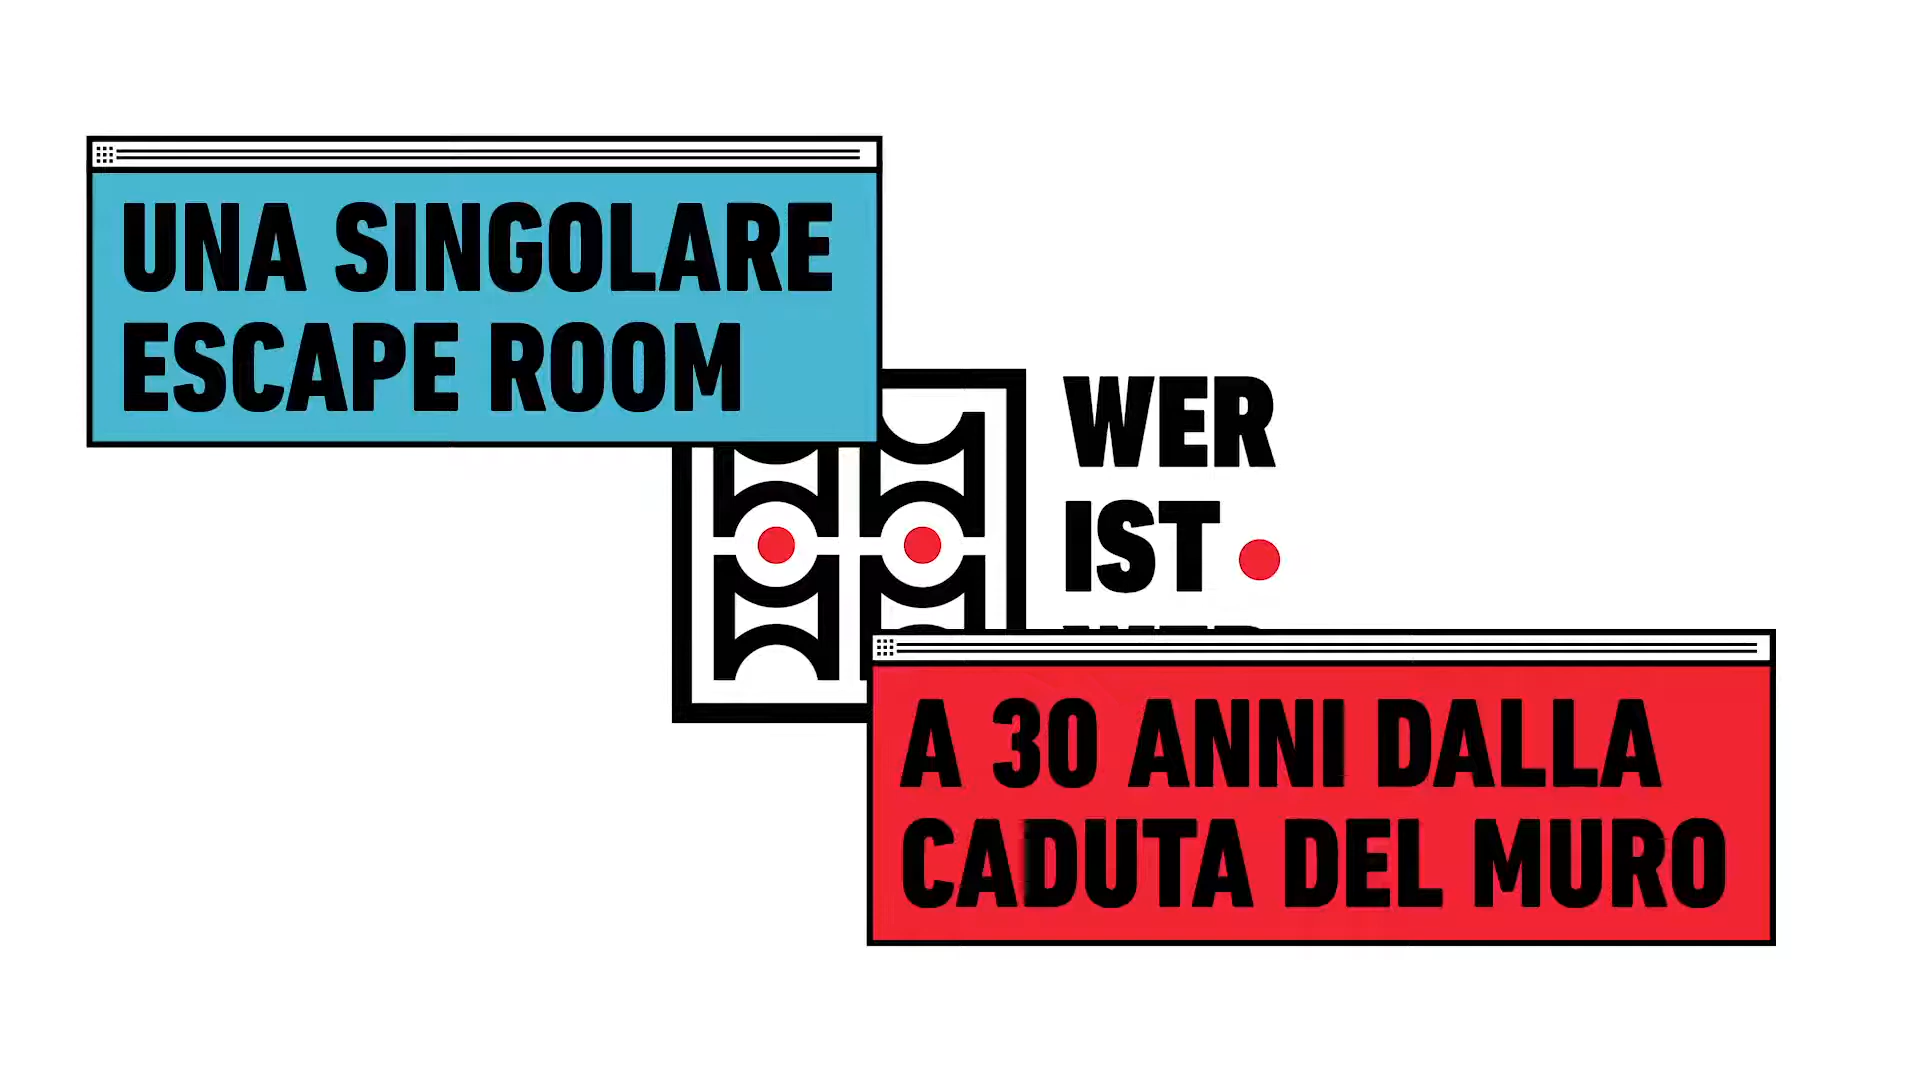 UNA SINGOLARE
ESCAPE ROOM
WER
IST
A 30 ANNI DALLA
CADUTA DEL MURO